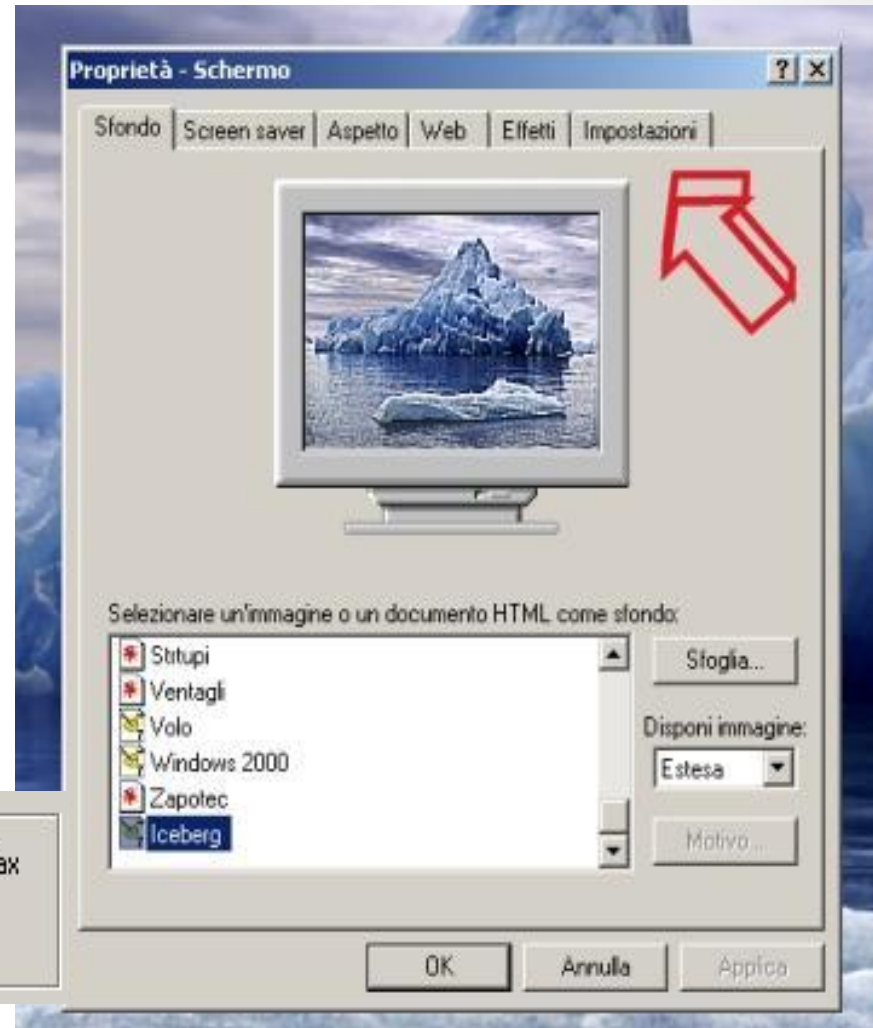 Proprietà - Schermo
Sfondo Screen saver Aspetto Web Effetti Impostazioni
Selezionare un'immagine o un documento HTML come sfondo:
Stitupi
Ventagli
Volo
Windows 2000
Zapotec
Iceberg
Sfoglia...
Disponi immagine:
Estesa
Motivo...
ax
OK Annulla Applica